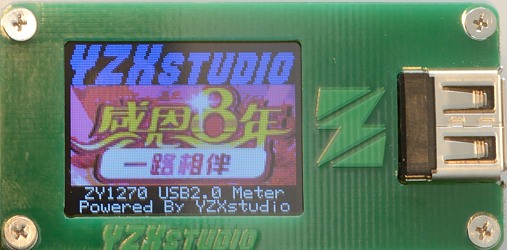 YZXSTUDIO
感恩8年
一路相伴
ZY1270 USB2.0 Meter
Powered By YZXstudio
YZXSTUDIO